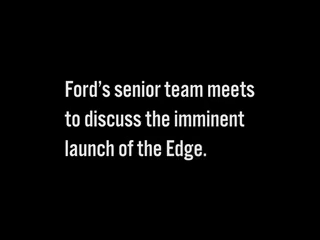 Ford's senior team meets
to discuss the imminent
launch of the Edge.